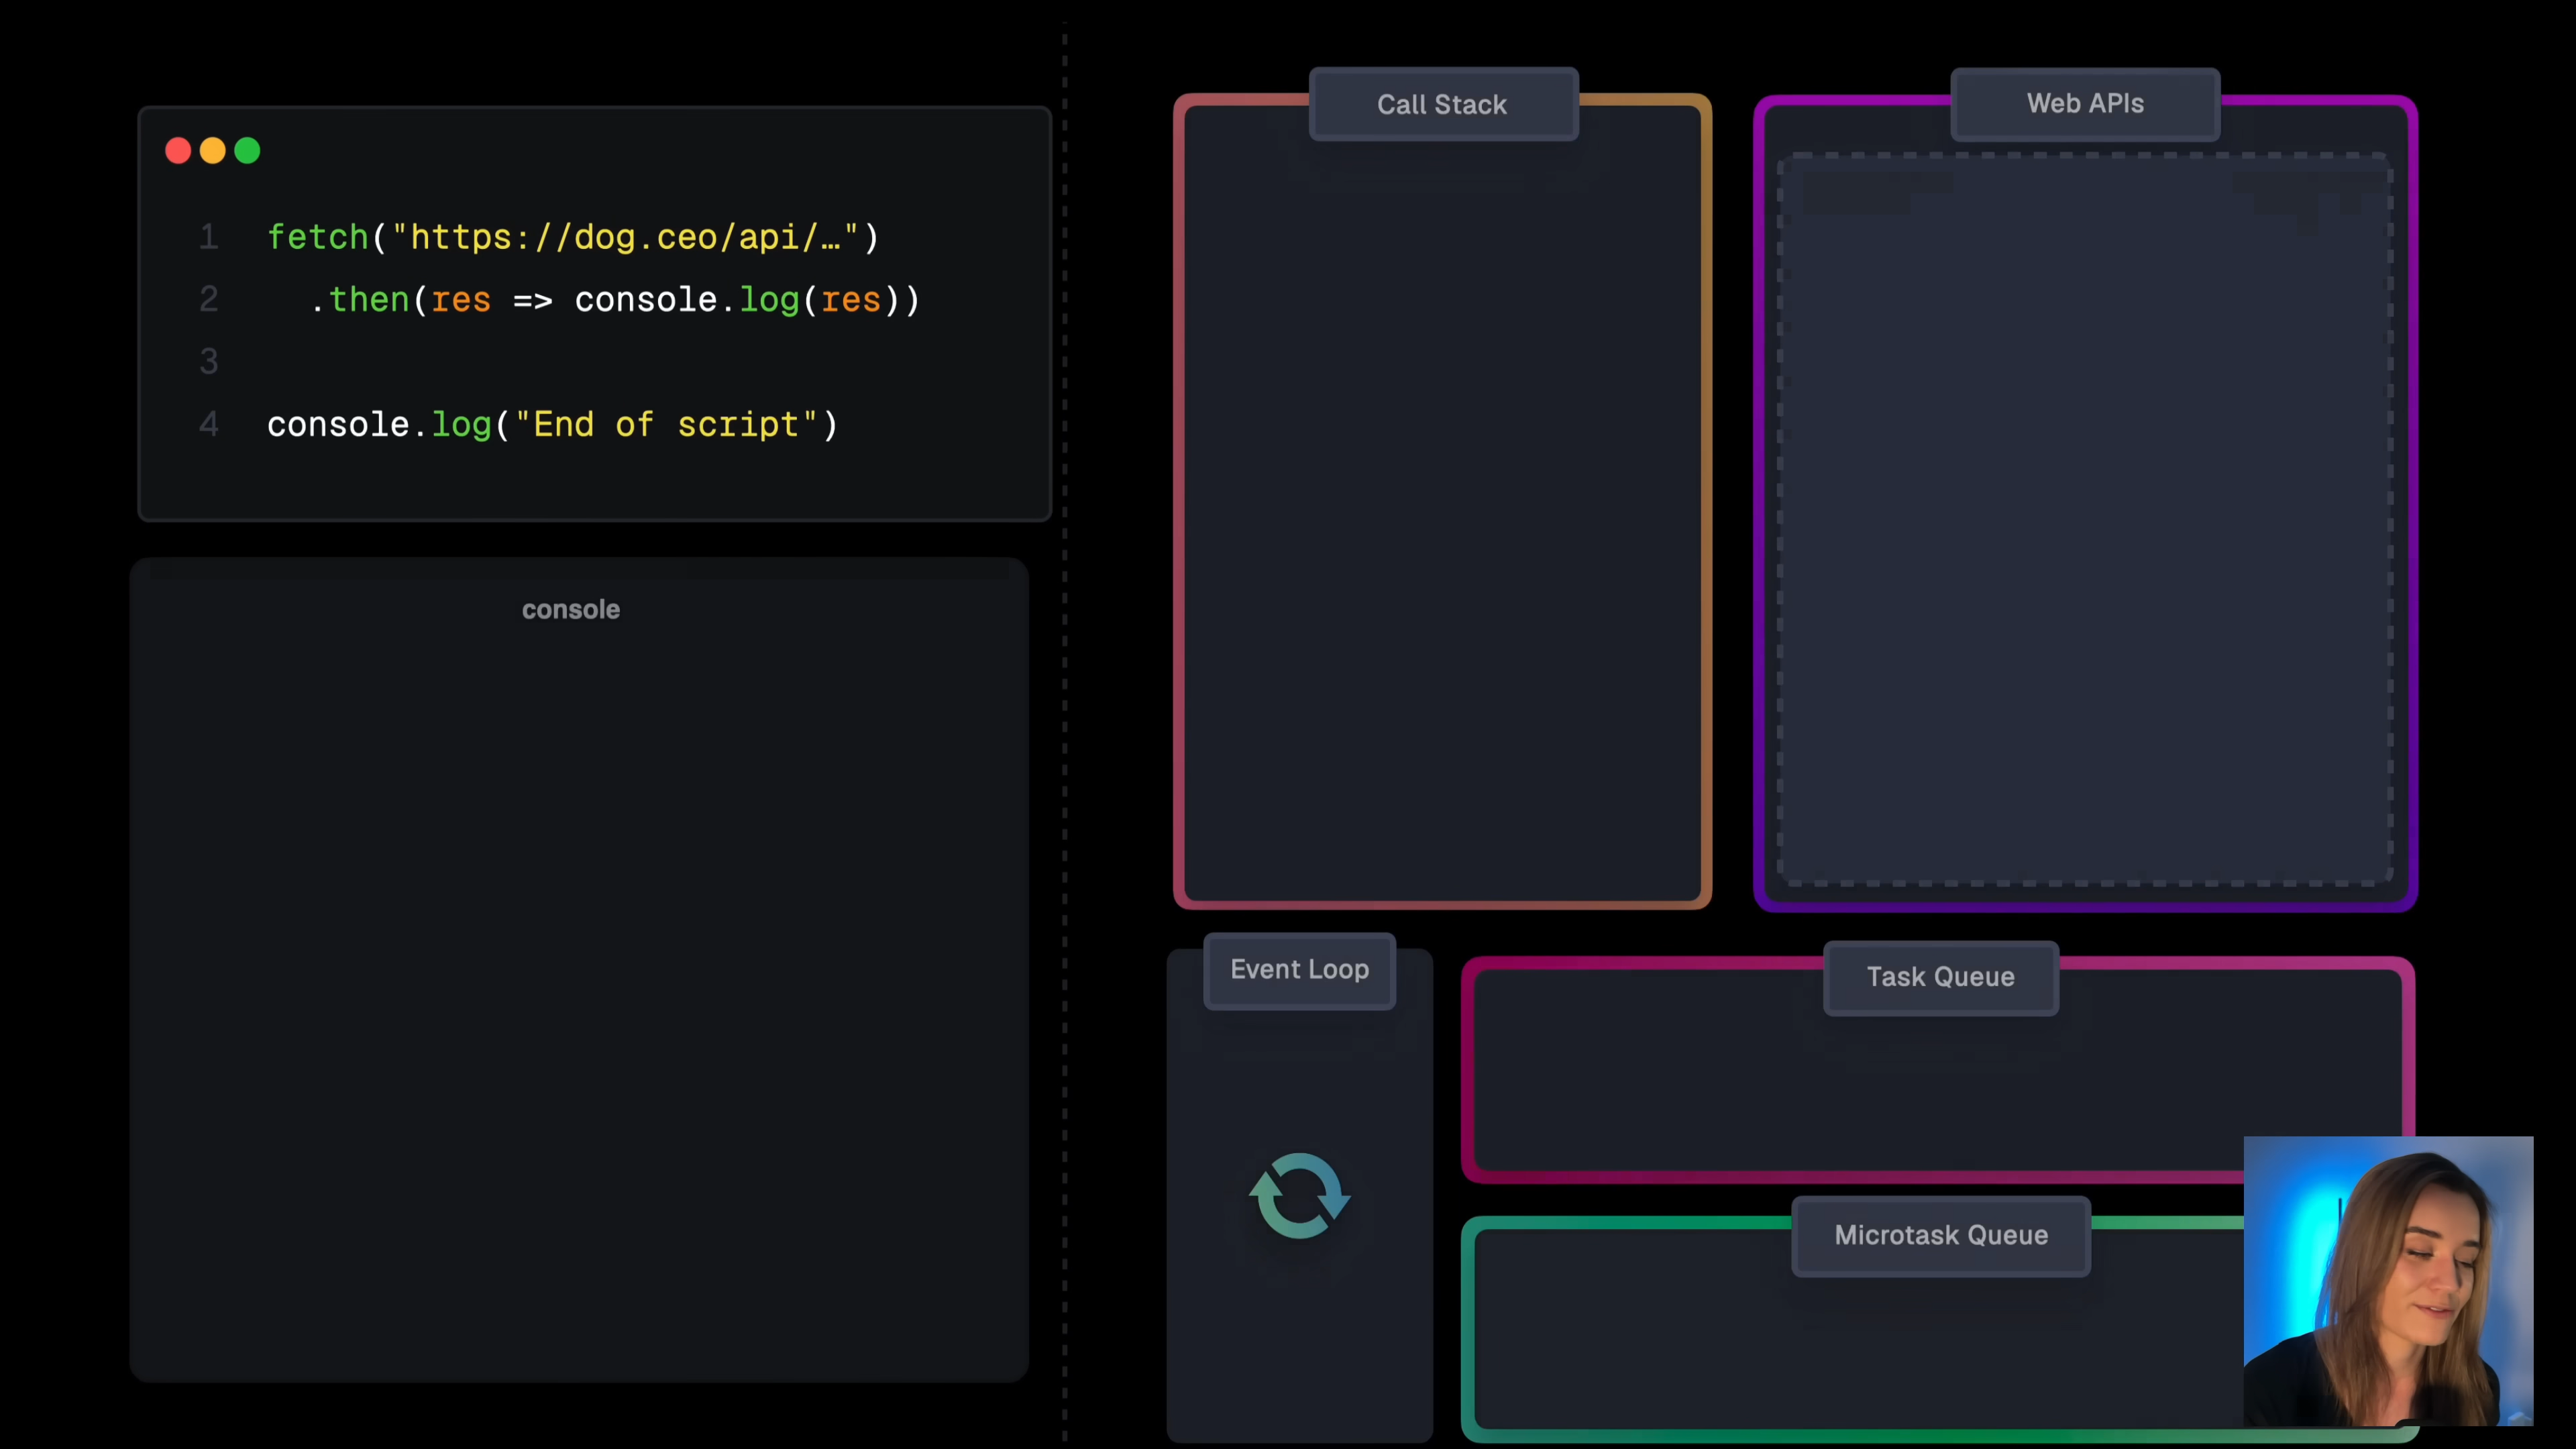 1 fetch("https://dog.ceo/api/…")
2 .then(res => console.log(res))
3
4 console.log("End of script")
console
Call Stack
Web APIs
Event Loop
Task Queue
Microtask Queue